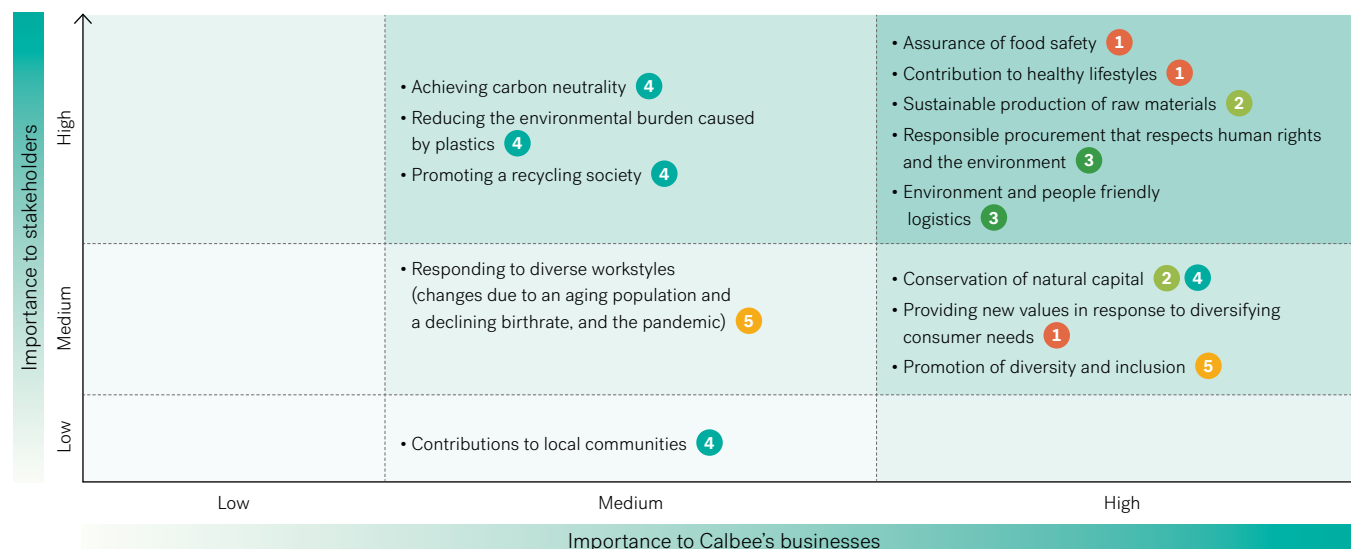 Importance to stakeholders
High
Medium
Low
• Achieving carbon neutrality 4
• Reducing the environmental burden caused
by plastics 4
• Promoting a recycling society 4
• Assurance of food safety 1
• Contribution to healthy lifestyles 1
• Sustainable production of raw materials 2
• Responsible procurement that respects human rights
and the environment 3
• Environment and people friendly
logistics 3
• Responding to diverse workstyles
(changes due to an aging population and
a declining birthrate, and the pandemic) 5
• Conservation of natural capital 2 4
• Providing new values in response to diversifying
consumer needs 1
• Promotion of diversity and inclusion 5
• Contributions to local communities 4
Low
Medium
High
Importance to Calbee's businesses